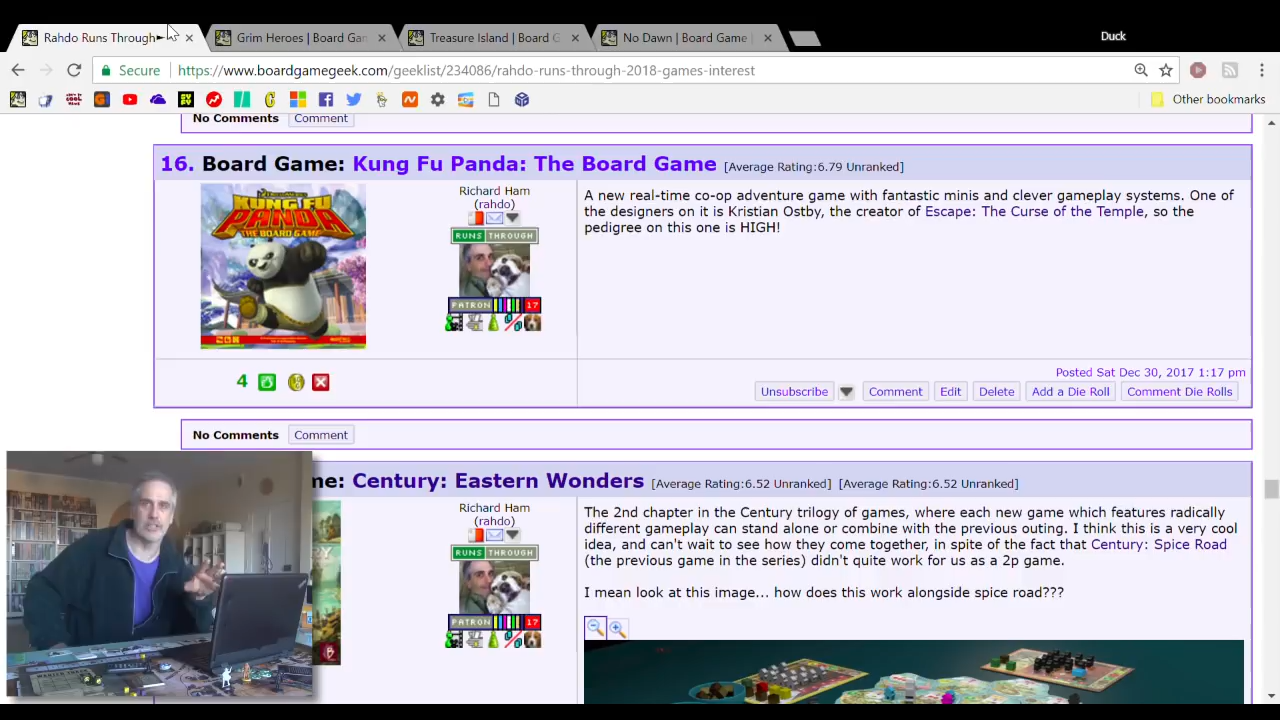 Rahdo Runs Through
Grim Heroes | Board Gam
Treasure Island | Board G
No Dawn | Board Game |
Duck
Secure
https://www.boardgamegeek.com/geeklist/234086/rahdo-runs-through-2018-games-interest
Other bookmarks
No Comments Comment
16. Board Game: Kung Fu Panda: The Board Game [Average Rating:6.79 Unranked]
KUNG FU
PANDA
THE BOARD GAME
Richard Ham
(rahdo)
RUNS THROUGH
PATRON 17
A new real-time co-op adventure game with fantastic minis and clever gameplay systems. One of
the designers on it is Kristian Ostby, the creator of Escape: The Curse of the Temple, so the
pedigree on this one is HIGH!
4
Posted Sat Dec 30, 2017 1:17 pm
Unsubscribe Comment Edit Delete Add a Die Roll Comment Die Rolls
No Comments Comment
me: Century: Eastern Wonders [Average Rating:6.52 Unranked] [Average Rating:6.52 Unranked]
Richard Ham
(rahdo)
RUNS THROUGH
PATRON 17
The 2nd chapter in the Century trilogy of games, where each new game which features radically
different gameplay can stand alone or combine with the previous outing. I think this is a very cool
idea, and can't wait to see how they come together, in spite of the fact that Century: Spice Road
(the previous game in the series) didn't quite work for us as a 2p game.
I mean look at this image... how does this work alongside spice road???